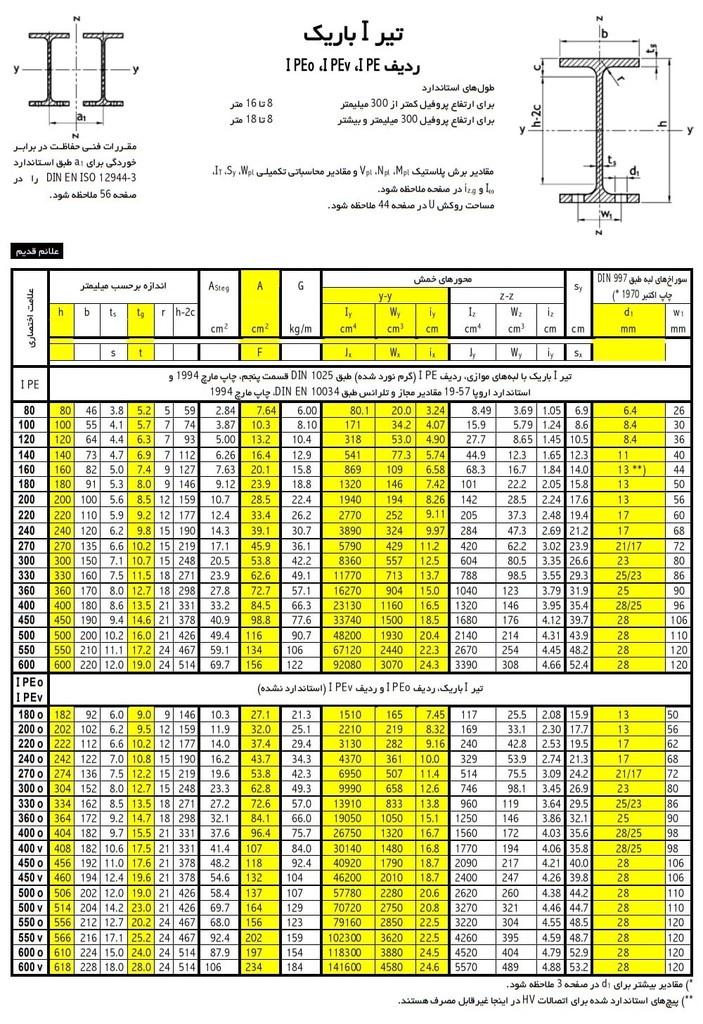 تیر I باریک
ردیف IPEo ،IPEv ،IPE
طول‌های استاندارد
برای ارتفاع پروفیل کمتر از 300 میلیمتر 8 تا 16 متر
برای ارتفاع پروفیل 300 میلیمتر و بیشتر 8 تا 18 متر
مقادیر برش پلاستیک Vpl ،Npl ،Mpl و مقادیر محاسباتی تکمیلی IT ،Sy ،Wpl،
Iω و iz.g در صفحه ملاحظه شود.
مساحت روکش U در صفحه 44 ملاحظه شود.
z
y y
a1
z
مقررات فنی حفاظت در برابر
خوردگی برای a1 طبق استاندارد
DIN EN ISO 12944-3 را در
صفحه 56 ملاحظه شود.
z
b
tg
c
r
h-2c
h
y
ts
d1
w1
z
علائم قدیم
علامت اختصاری اندازه برحسب میلیمتر ASteg A G محورهای خمش sy سوراخ‌های لبه طبق DIN 997
چاپ اکتبر 1970 *)
y-y z-z
h b ts tg r h-2c Iy Wy iy Iz Wz iz d1 w1
cm² cm² kg/m cm⁴ cm³ cm cm⁴ cm³ cm cm mm mm
s t F Jx Wx ix Jy Wy iy sx
IPE تیر I باریک با لبه‌های موازی، ردیف IPE (گرم نورد شده) طبق DIN 1025 قسمت پنجم، چاپ مارچ 1994 و
استاندارد اروپا 57-19 مقادیر مجاز و تلرانس طبق DIN EN 10034، چاپ مارچ 1994
80 80 46 3.8 5.2 5 59 2.84 7.64 6.00 80.1 20.0 3.24 8.49 3.69 1.05 6.9 6.4 26
100 100 55 4.1 5.7 7 74 3.87 10.3 8.10 171 34.2 4.07 15.9 5.79 1.24 8.6 8.4 30
120 120 64 4.4 6.3 7 93 5.00 13.2 10.4 318 53.0 4.90 27.7 8.65 1.45 10.5 8.4 36
140 140 73 4.7 6.9 7 112 6.26 16.4 12.9 541 77.3 5.74 44.9 12.3 1.65 12.3 11 40
160 160 82 5.0 7.4 9 127 7.63 20.1 15.8 869 109 6.58 68.3 16.7 1.84 14.0 13 **) 44
180 180 91 5.3 8.0 9 146 9.12 23.9 18.8 1320 146 7.42 101 22.2 2.05 15.8 13 50
200 200 100 5.6 8.5 12 159 10.7 28.5 22.4 1940 194 8.26 142 28.5 2.24 17.6 13 56
220 220 110 5.9 9.2 12 177 12.4 33.4 26.2 2770 252 9.11 205 37.3 2.48 19.4 17 60
240 240 120 6.2 9.8 15 190 14.3 39.1 30.7 3890 324 9.97 284 47.3 2.69 21.2 17 68
270 270 135 6.6 10.2 15 219 17.1 45.9 36.1 5790 429 11.2 420 62.2 3.02 23.9 21/17 72
300 300 150 7.1 10.7 15 248 20.5 53.8 42.2 8360 557 12.5 604 80.5 3.35 26.6 23 80
330 330 160 7.5 11.5 18 271 23.9 62.6 49.1 11770 713 13.7 788 98.5 3.55 29.3 25/23 86
360 360 170 8.0 12.7 18 298 27.8 72.7 57.1 16270 904 15.0 1040 123 3.79 31.9 25 90
400 400 180 8.6 13.5 21 331 33.2 84.5 66.3 23130 1160 16.5 1320 146 3.95 35.4 28/25 96
450 450 190 9.4 14.6 21 378 40.9 98.8 77.6 33740 1500 18.5 1680 176 4.12 39.7 28 106
500 500 200 10.2 16.0 21 426 49.4 116 90.7 48200 1930 20.4 2140 214 4.31 43.9 28 110
550 550 210 11.1 17.2 24 467 59.1 134 106 67120 2440 22.3 2670 254 4.45 48.2 28 120
600 600 220 12.0 19.0 24 514 69.7 156 122 92080 3070 24.3 3390 308 4.66 52.4 28 120
IPEo
IPEv تیر I باریک، ردیف IPEo و ردیف IPEv (استاندارد نشده)
180 o 182 92 6.0 9.0 9 146 10.3 27.1 21.3 1510 165 7.45 117 25.5 2.08 15.9 13 50
200 o 202 102 6.2 9.5 12 159 11.9 32.0 25.1 2210 219 8.32 169 33.1 2.30 17.7 13 56
220 o 222 112 6.6 10.2 12 177 14.0 37.4 29.4 3130 282 9.16 240 42.8 2.53 19.5 17 62
240 o 242 122 7.0 10.8 15 190 16.2 43.7 34.3 4370 361 10.0 329 53.9 2.74 21.3 17 68
270 o 274 136 7.5 12.2 15 219 19.6 53.8 42.3 6950 507 11.4 514 75.5 3.09 24.2 21/17 72
300 o 304 152 8.0 12.7 15 248 23.3 62.8 49.3 9990 658 12.6 746 98.1 3.45 26.9 23 80
330 o 334 162 8.5 13.5 18 271 27.2 72.6 57.0 13910 833 13.8 960 119 3.64 29.5 25/23 86
360 o 364 172 9.2 14.7 18 298 32.1 84.1 66.0 19050 1050 15.1 1250 146 3.86 32.1 25 90
400 o 404 182 9.7 15.5 21 331 37.6 96.4 75.7 26750 1320 16.7 1560 172 4.03 35.6 28/25 98
400 v 408 182 10.6 17.5 21 331 41.4 107 84.0 30140 1480 16.8 1770 194 4.06 35.8 28/25 98
450 o 456 192 11.0 17.6 21 378 48.2 118 92.4 40920 1790 18.7 2090 217 4.21 40.0 28 106
450 v 460 194 12.4 19.6 21 378 54.6 132 104 46200 2010 18.7 2400 247 4.26 39.8 28 106
500 o 506 202 12.0 19.0 21 426 58.4 137 107 57780 2280 20.6 2620 260 4.38 44.2 28 110
500 v 514 204 14.2 23.0 21 426 69.7 164 129 70720 2750 20.8 3270 321 4.46 44.7 28 110
550 o 556 212 12.7 20.2 24 467 68.0 156 123 79160 2850 22.5 3220 304 4.55 48.5 28 120
550 v 566 216 17.1 25.2 24 467 92.4 202 159 102300 3620 22.5 4260 395 4.59 48.7 28 120
600 o 610 224 15.0 24.0 24 514 87.9 197 154 118300 3880 24.5 4520 404 4.79 52.9 28 120
600 v 618 228 18.0 28.0 24 514 106 234 184 141600 4580 24.6 5570 489 4.88 53.2 28 120
*) مقادیر بیشتر برای d1 در صفحه 3 ملاحظه شود.
**) پیچ‌های استاندارد شده برای اتصالات HV در اینجا غیرقابل مصرف هستند.